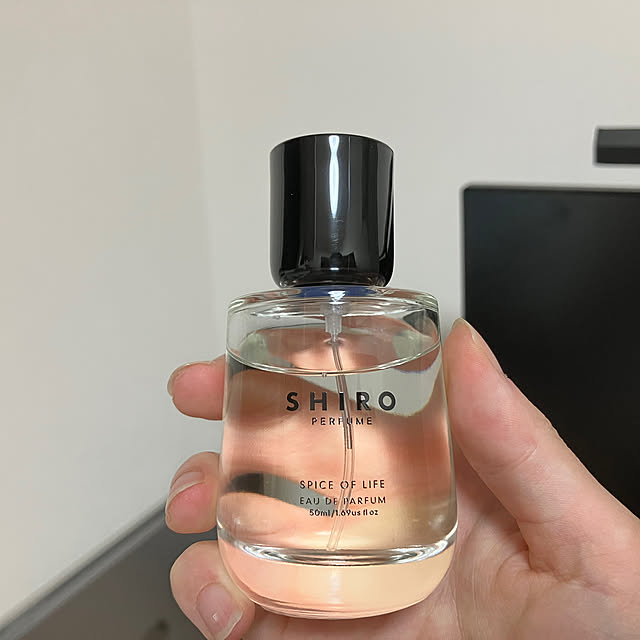 SHIRO
PERFUME
SPICE OF LIFE
EAU DE PARFUM
50ml/1.69us fl oz